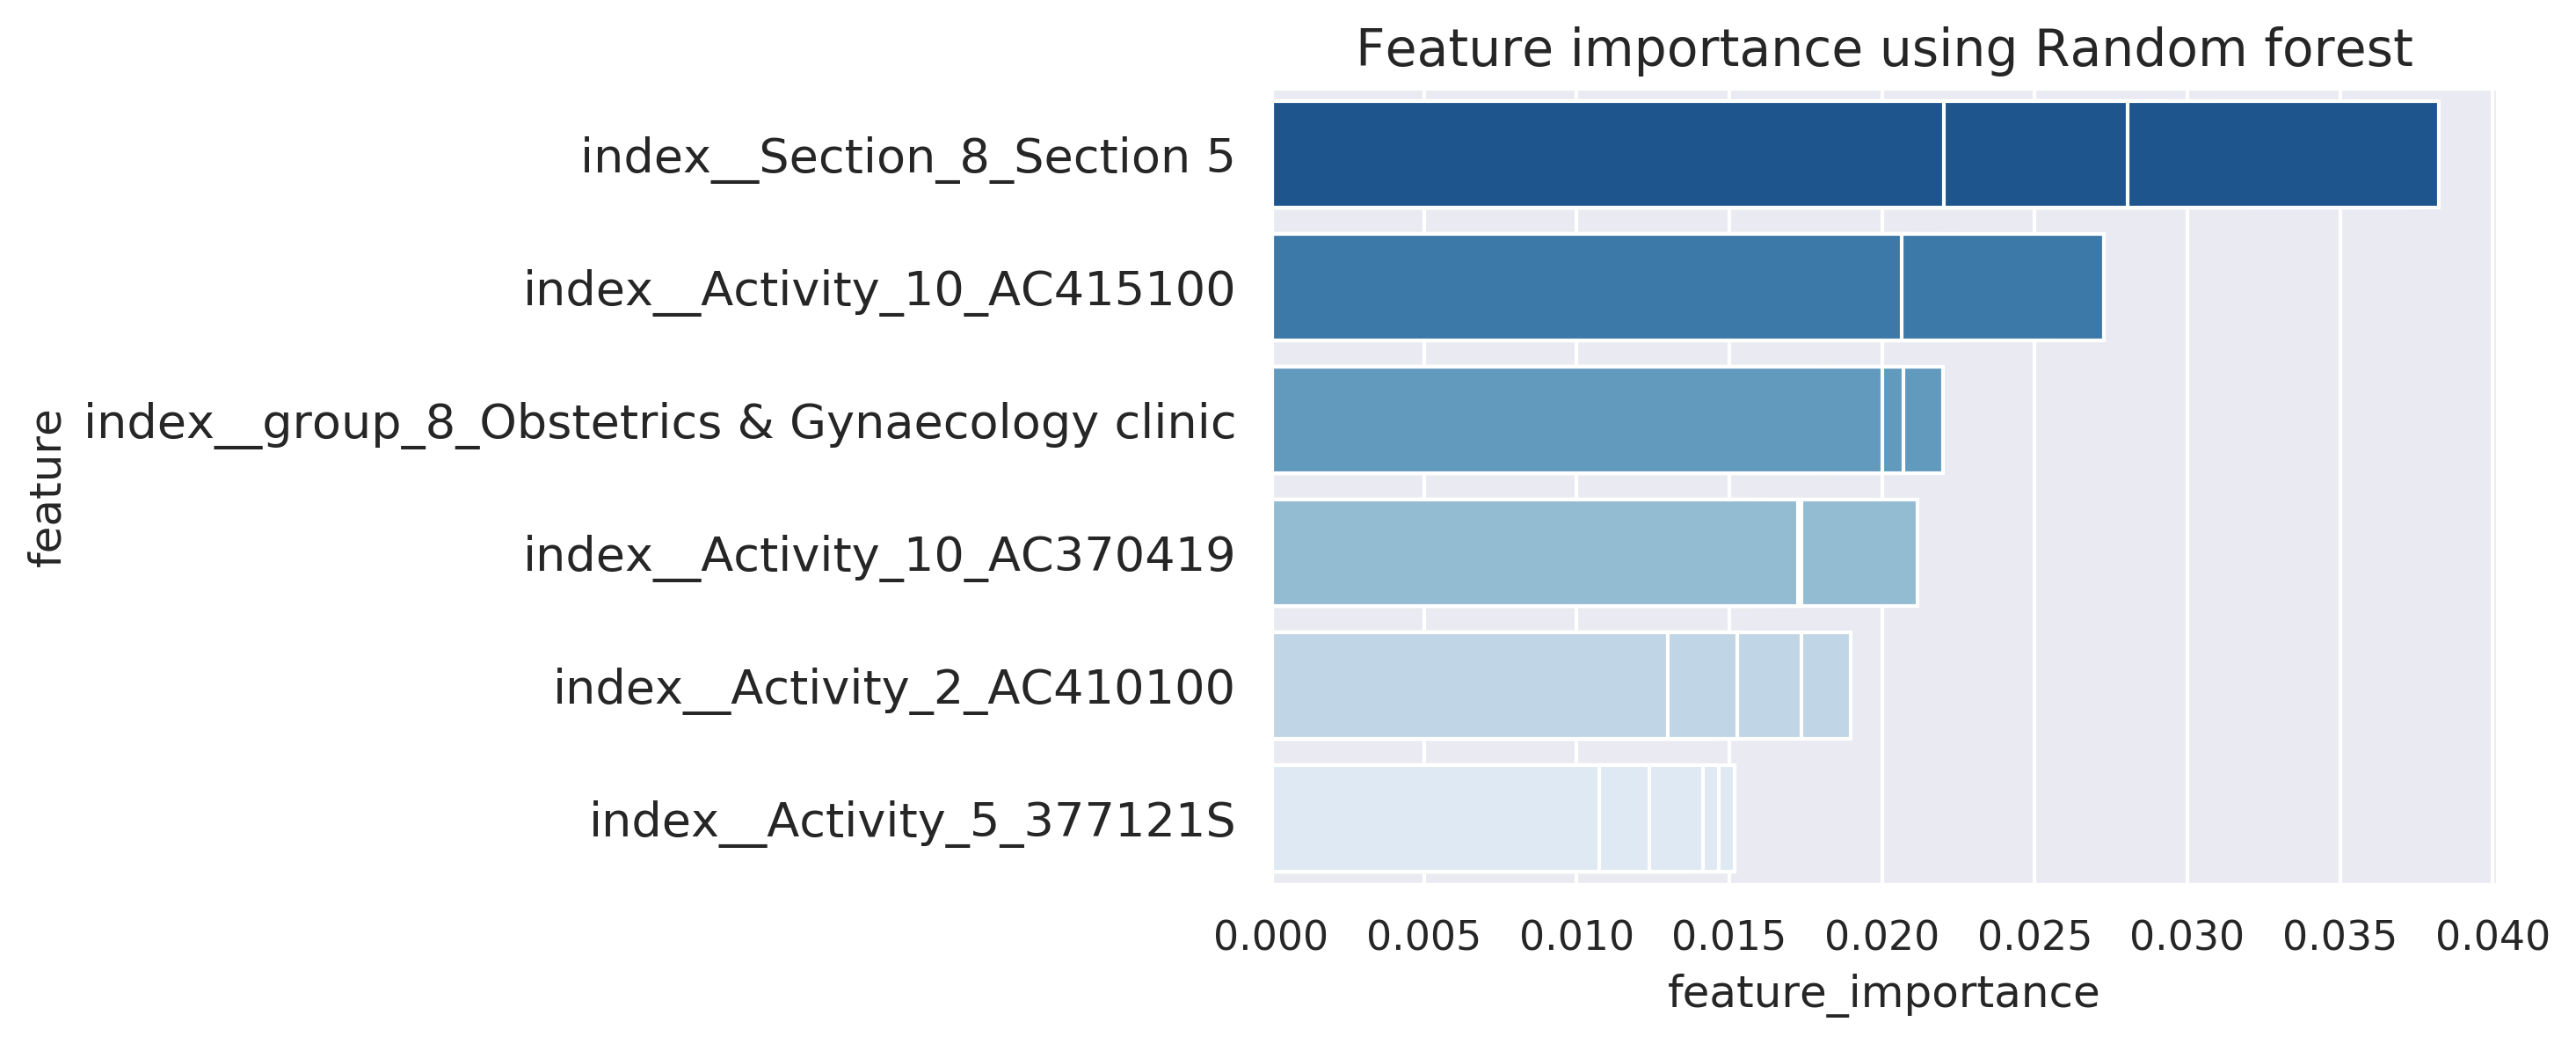 Feature importance using Random forest
index__Section_8_Section 5
index__Activity_10_AC415100
index__group_8_Obstetrics & Gynaecology clinic
index__Activity_10_AC370419
index__Activity_2_AC410100
index__Activity_5_377121S
feature
0.000 0.005 0.010 0.015 0.020 0.025 0.030 0.035 0.040
feature_importance